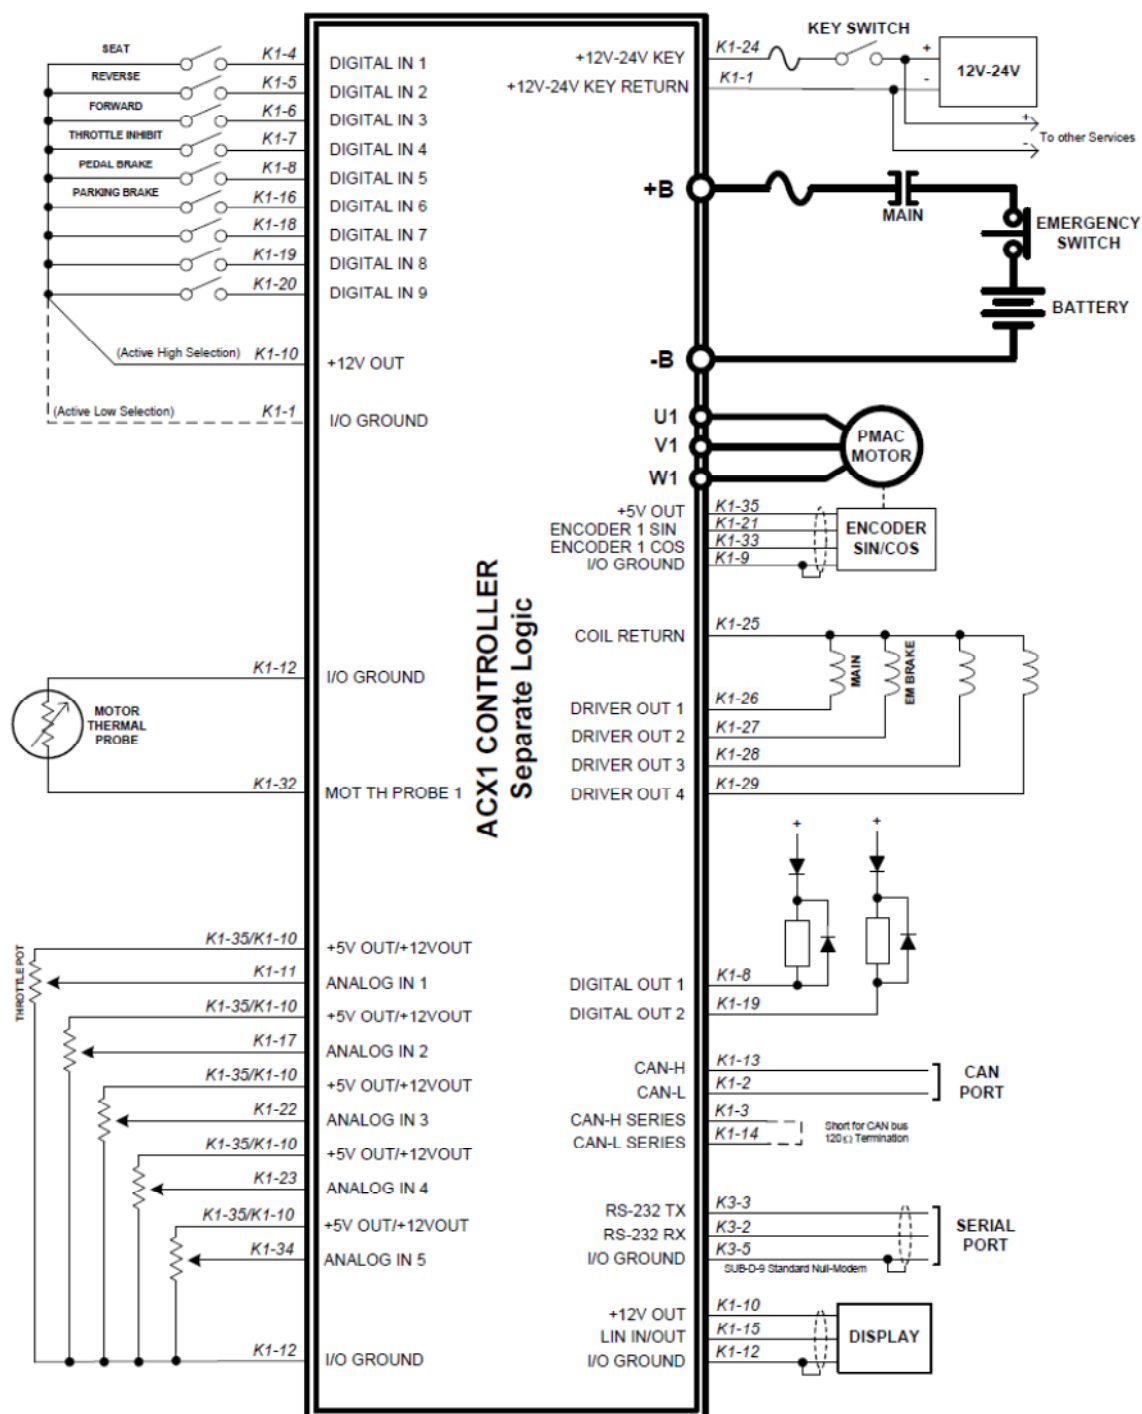 SEAT
K1-4
DIGITAL IN 1
REVERSE
K1-5
DIGITAL IN 2
FORWARD
K1-6
DIGITAL IN 3
THROTTLE INHIBIT
K1-7
DIGITAL IN 4
PEDAL BRAKE
K1-8
DIGITAL IN 5
PARKING BRAKE
K1-16
DIGITAL IN 6
K1-18
DIGITAL IN 7
K1-19
DIGITAL IN 8
K1-20
DIGITAL IN 9
(Active High Selection)
K1-10
+12V OUT
(Active Low Selection)
K1-1
I/O GROUND
K1-12
I/O GROUND
MOTOR
THERMAL
PROBE
K1-32
MOT TH PROBE 1
THROTTLE POT
K1-35/K1-10
+5V OUT/+12VOUT
K1-11
ANALOG IN 1
K1-35/K1-10
+5V OUT/+12VOUT
K1-17
ANALOG IN 2
K1-35/K1-10
+5V OUT/+12VOUT
K1-22
ANALOG IN 3
K1-35/K1-10
+5V OUT/+12VOUT
K1-23
ANALOG IN 4
K1-35/K1-10
+5V OUT/+12VOUT
K1-34
ANALOG IN 5
K1-12
I/O GROUND
ACX1 CONTROLLER
Separate Logic
KEY SWITCH
+12V-24V KEY
K1-24
+
12V-24V
+12V-24V KEY RETURN
K1-1
-
+
To other Services
-
+B
MAIN
EMERGENCY
SWITCH
BATTERY
-B
U1
V1
W1
PMAC
MOTOR
+5V OUT
K1-35
ENCODER 1 SIN
K1-21
ENCODER 1 COS
K1-33
I/O GROUND
K1-9
ENCODER
SIN/COS
COIL RETURN
K1-25
MAIN
EM BRAKE
DRIVER OUT 1
K1-26
DRIVER OUT 2
K1-27
DRIVER OUT 3
K1-28
DRIVER OUT 4
K1-29
+
+
DIGITAL OUT 1
K1-8
DIGITAL OUT 2
K1-19
CAN-H
K1-13
CAN-L
K1-2
CAN
PORT
CAN-H SERIES
K1-3
CAN-L SERIES
K1-14
Short for CAN bus
120Ω Termination
RS-232 TX
K3-3
RS-232 RX
K3-2
I/O GROUND
K3-5
SERIAL
PORT
SUB-D-9 Standard Null-Modem
+12V OUT
K1-10
LIN IN/OUT
K1-15
I/O GROUND
K1-12
DISPLAY